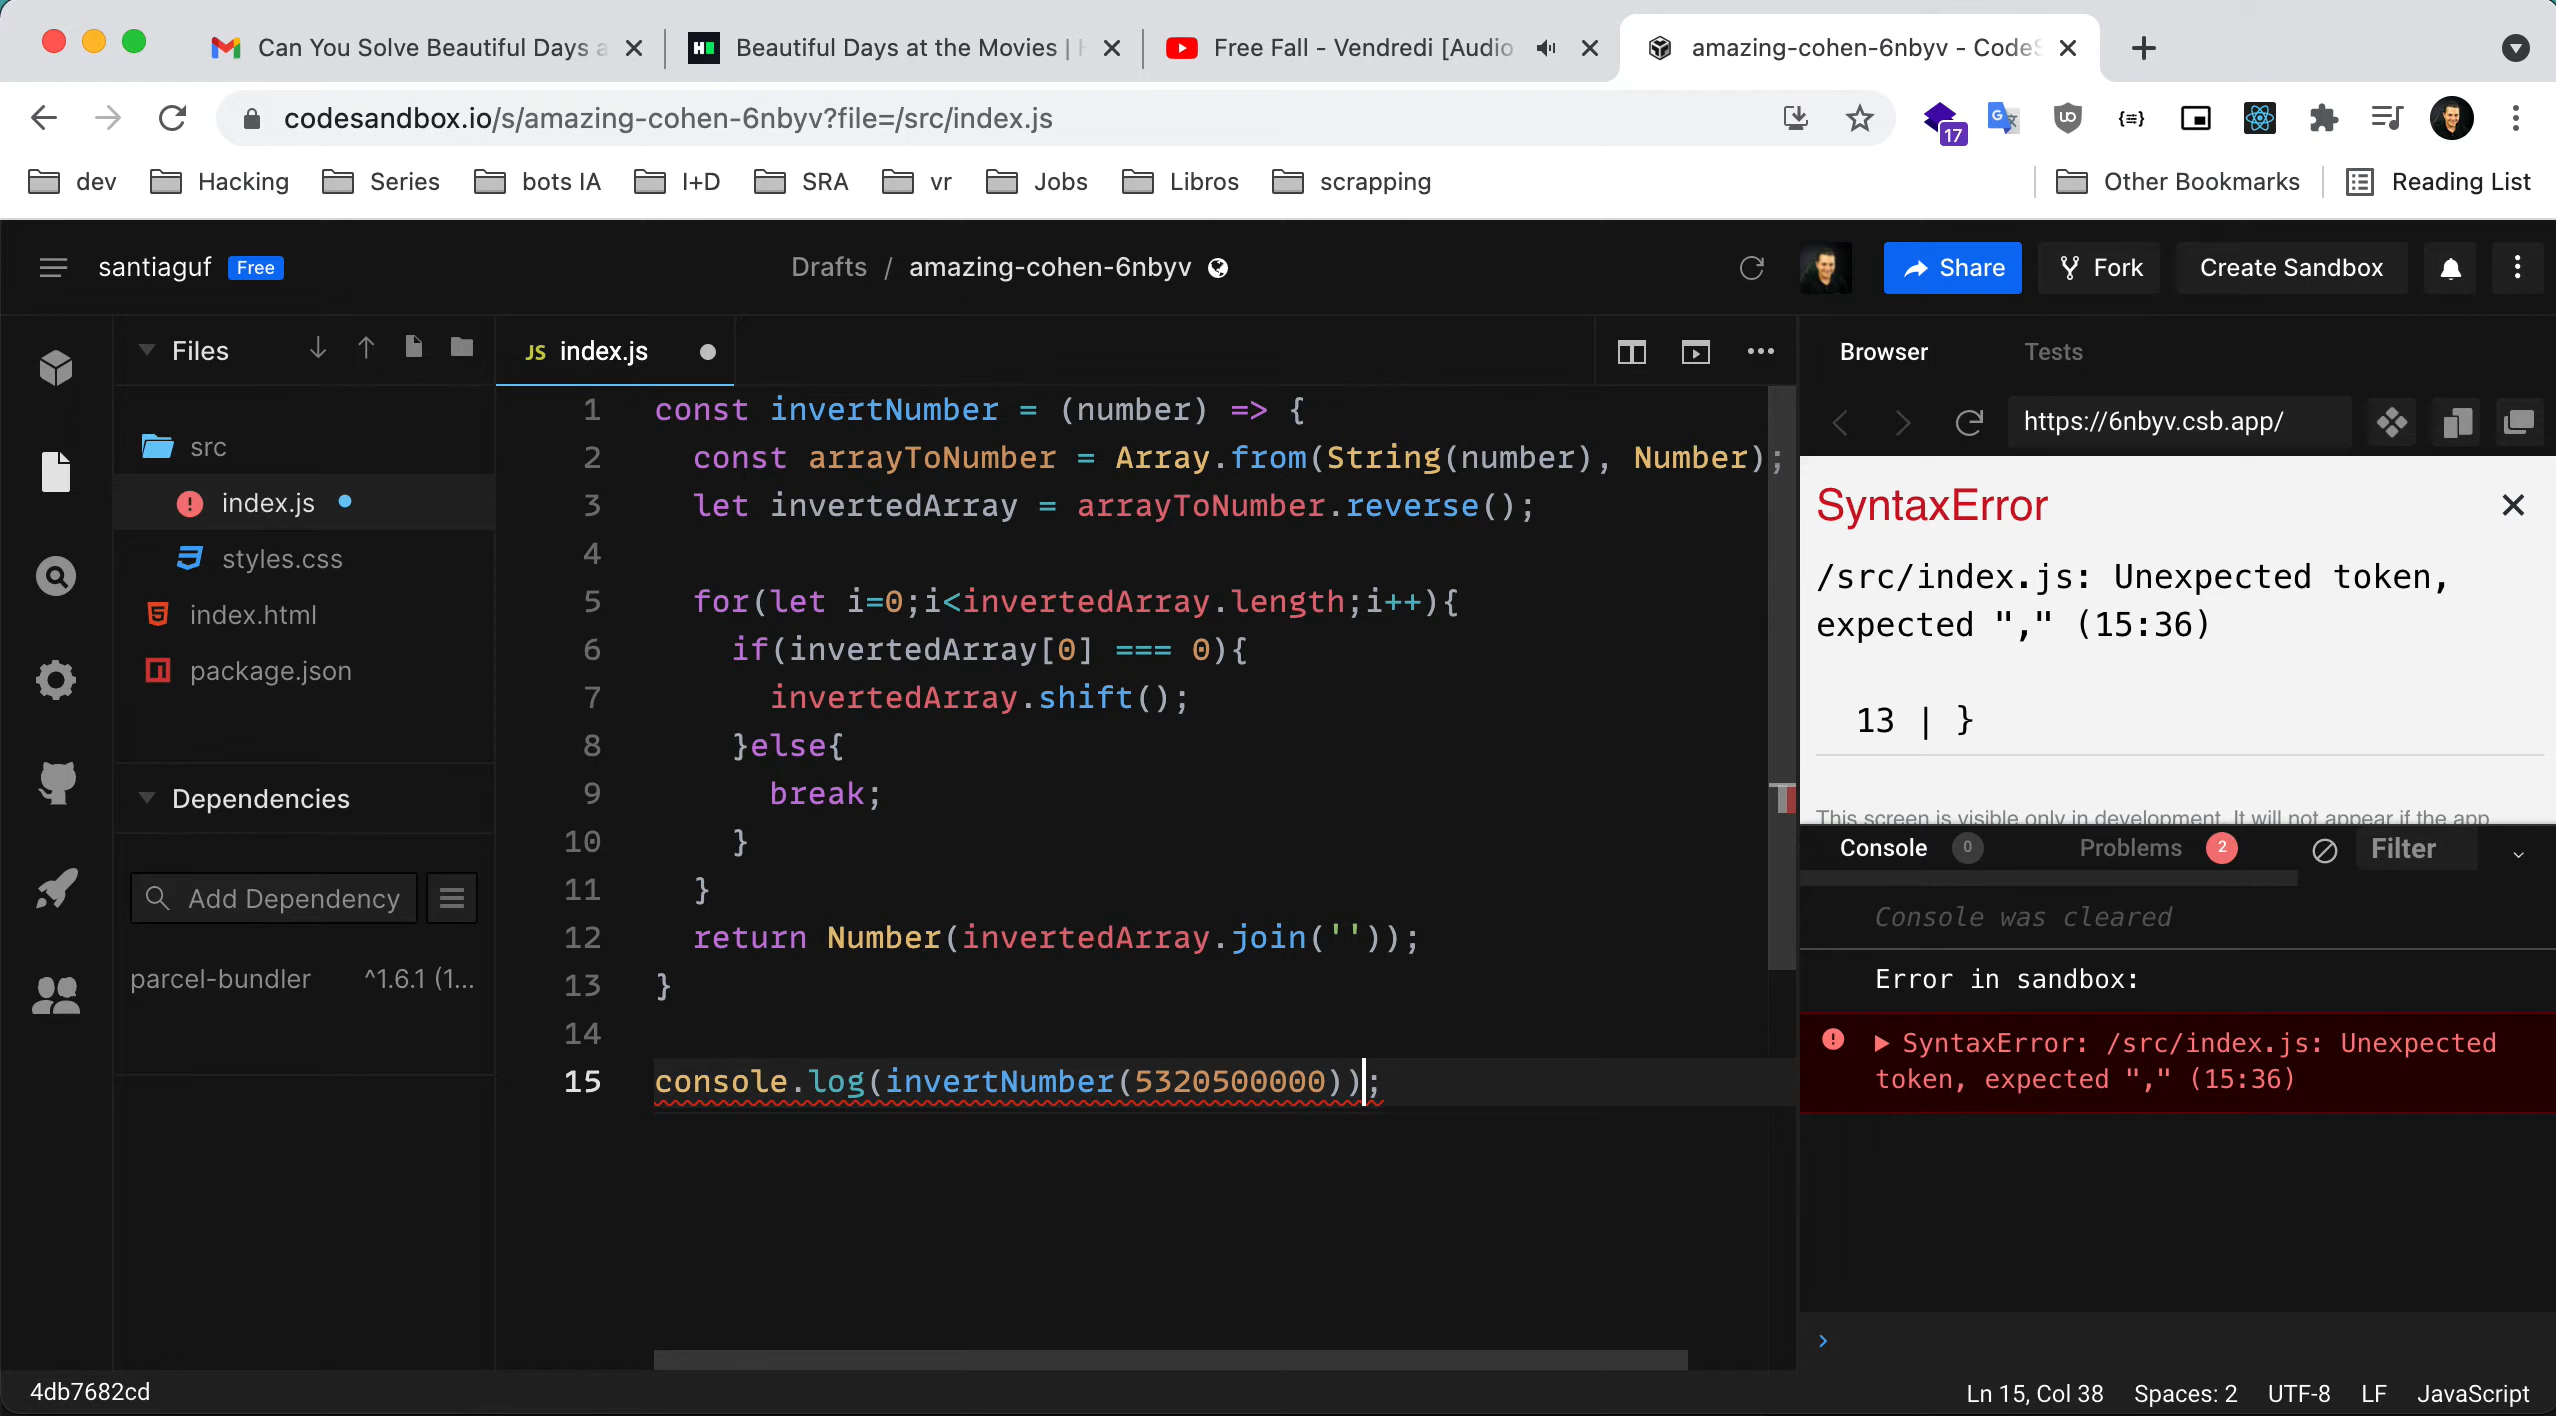 Can You Solve Beautiful Days a
Beautiful Days at the Movies |
Free Fall - Vendredi [Audio
amazing-cohen-6nbyv - CodeS
codesandbox.io/s/amazing-cohen-6nbyv?file=/src/index.js
17
dev
Hacking
Series
bots IA
I+D
SRA
vr
Jobs
Libros
scrapping
Other Bookmarks
Reading List
santiaguf
Free
Drafts / amazing-cohen-6nbyv
Share
Fork
Create Sandbox
Files
src
index.js
styles.css
index.html
package.json
Dependencies
Add Dependency
parcel-bundler ^1.6.1 (1...
JS index.js
1 const invertNumber = (number) => {
2 const arrayToNumber = Array.from(String(number), Number);
3 let invertedArray = arrayToNumber.reverse();
4
5 for(let i=0;i<invertedArray.length;i++){
6 if(invertedArray[0] === 0){
7 invertedArray.shift();
8 }else{
9 break;
10 }
11 }
12 return Number(invertedArray.join(''));
13 }
14
15 console.log(invertNumber(5320500000));
Browser
Tests
https://6nbyv.csb.app/
SyntaxError
/src/index.js: Unexpected token,
expected "," (15:36)
13 | }
This screen is visible only in development. It will not appear if the app
Console 0
Problems 2
Filter
Console was cleared
Error in sandbox:
SyntaxError: /src/index.js: Unexpected
token, expected "," (15:36)
4db7682cd
Ln 15, Col 38
Spaces: 2
UTF-8
LF
JavaScript